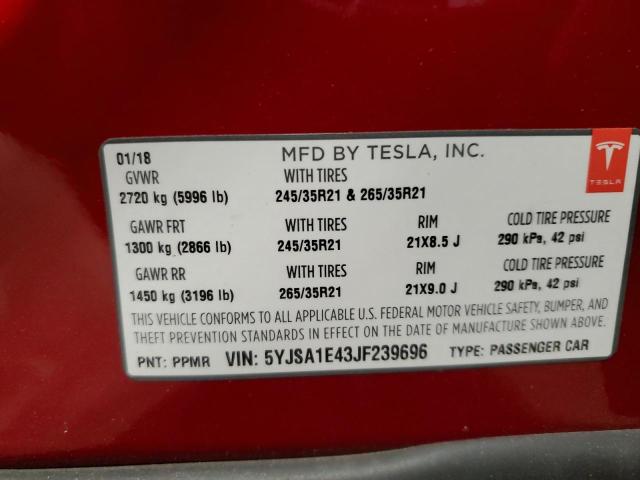 01/18 MFD BY TESLA, INC.
GVWR WITH TIRES
2720 kg (5996 lb) 245/35R21 & 265/35R21
TESLA
GAWR FRT WITH TIRES RIM COLD TIRE PRESSURE
1300 kg (2866 lb) 245/35R21 21X8.5 J 290 kPa, 42 psi
GAWR RR WITH TIRES RIM COLD TIRE PRESSURE
1450 kg (3196 lb) 265/35R21 21X9.0 J 290 kPa, 42 psi
THIS VEHICLE CONFORMS TO ALL APPLICABLE U.S. FEDERAL MOTOR VEHICLE SAFETY, BUMPER, AND
THEFT PREVENTION STANDARDS IN EFFECT ON THE DATE OF MANUFACTURE SHOWN ABOVE.
PNT: PPMR VIN: 5YJSA1E43JF239696 TYPE: PASSENGER CAR